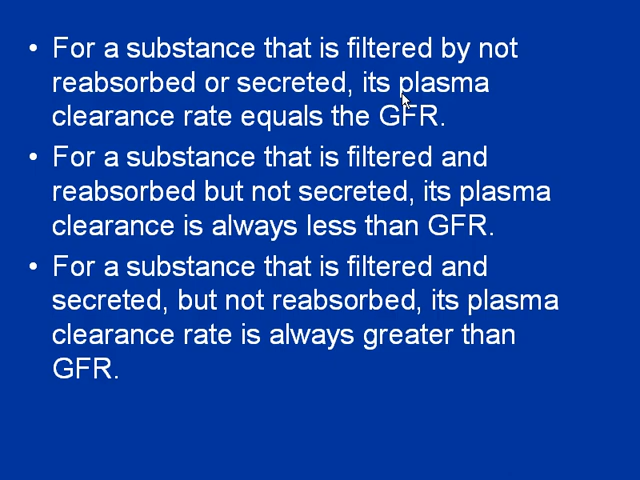 • For a substance that is filtered by not
reabsorbed or secreted, its plasma
clearance rate equals the GFR.
• For a substance that is filtered and
reabsorbed but not secreted, its plasma
clearance is always less than GFR.
• For a substance that is filtered and
secreted, but not reabsorbed, its plasma
clearance rate is always greater than
GFR.